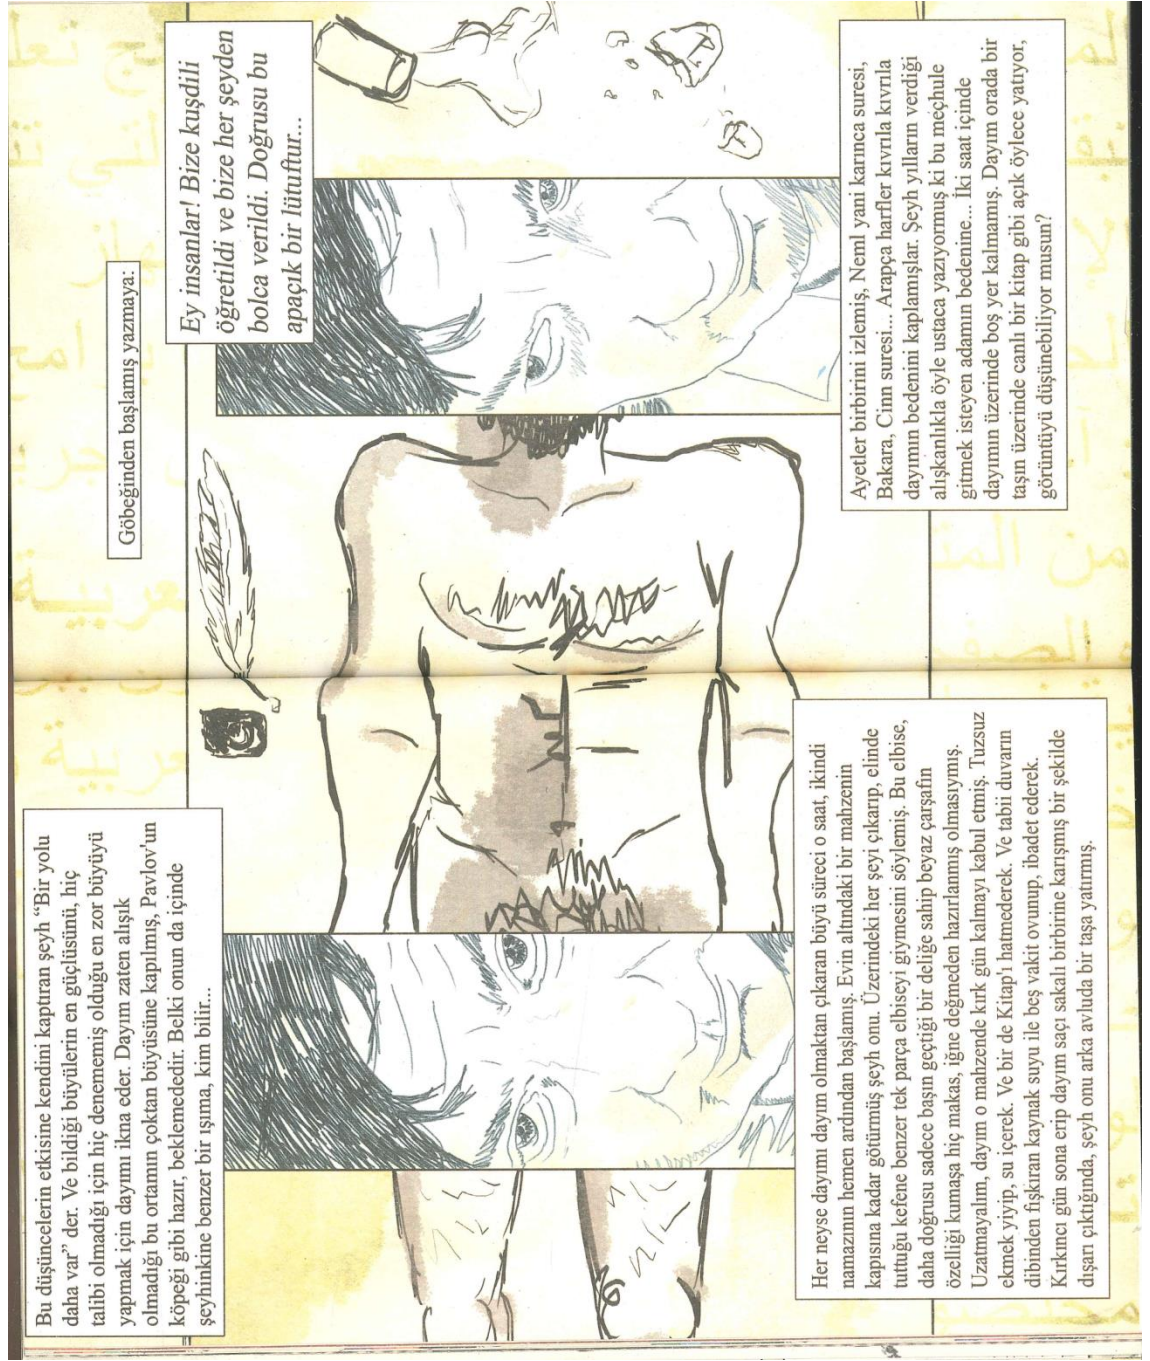 Bu düşüncelerin etkisine kendini kaptıran şeyh “Bir yolu
daha var” der. Ve bildiği büyülerin en güçlüsünü, hiç
talibi olmadığı için hiç denememiş olduğu en zor büyüyü
yapmak için dayımı ikna eder. Dayım zaten alışık
olmadığı bu ortamın çoktan büyüsüne kapılmış, Pavlov'un
köpeği gibi hazır, beklemededir. Belki onun da içinde
şeyhinkine benzer bir ışıma, kim bilir...
Her neyse dayımı dayım olmaktan çıkaran büyü süreci o saat, ikindi
namazının hemen ardından başlamış. Evin altındaki bir mahzenin
kapısına kadar götürmüş şeyh onu. Üzerindeki her şeyi çıkarıp, elinde
tuttuğu kefene benzer tek parça elbiseyi giymesini söylemiş. Bu elbise,
daha doğrusu sadece başın geçtiği bir deliğe sahip beyaz çarşafın
özelliği kumaşa hiç makas, iğne değmeden hazırlanmış olmasıymış.
Uzatmayalım, dayım o mahzende kırk gün kalmayı kabul etmiş. Tuzsuz
ekmek yiyip, su içerek. Ve bir de Kitap'ı hatmederek. Ve tabii duvarın
dibinden fışkıran kaynak suyu ile beş vakit ovunup, ibadet ederek.
Kırkıncı gün sona erip dayım saçı sakalı birbirine karışmış bir şekilde
dışarı çıktığında, şeyh onu arka avluda bir taşa yatırmış.
Göbeğinden başlamış yazmaya:
Ey insanlar! Bize kuşdili
öğretildi ve bize her şeyden
bolca verildi. Doğrusu bu
apaçık bir lütuftur...
Ayetler birbirini izlemiş, Neml yani karınca suresi,
Bakara, Cinn suresi... Arapça harfler kıvrıla kıvrıla
dayımın bedenini kaplamışlar. Şeyh yılların verdiği
alışkanlıkla öyle ustaca yazıyormuş ki bu meçhule
gitmek isteyen adamın bedenine... İki saat içinde
dayımın üzerinde boş yer kalmamış. Dayım orada bir
taşın üzerinde canlı bir kitap gibi açık öylece yatıyor,
görüntüyü düşünebiliyor musun?